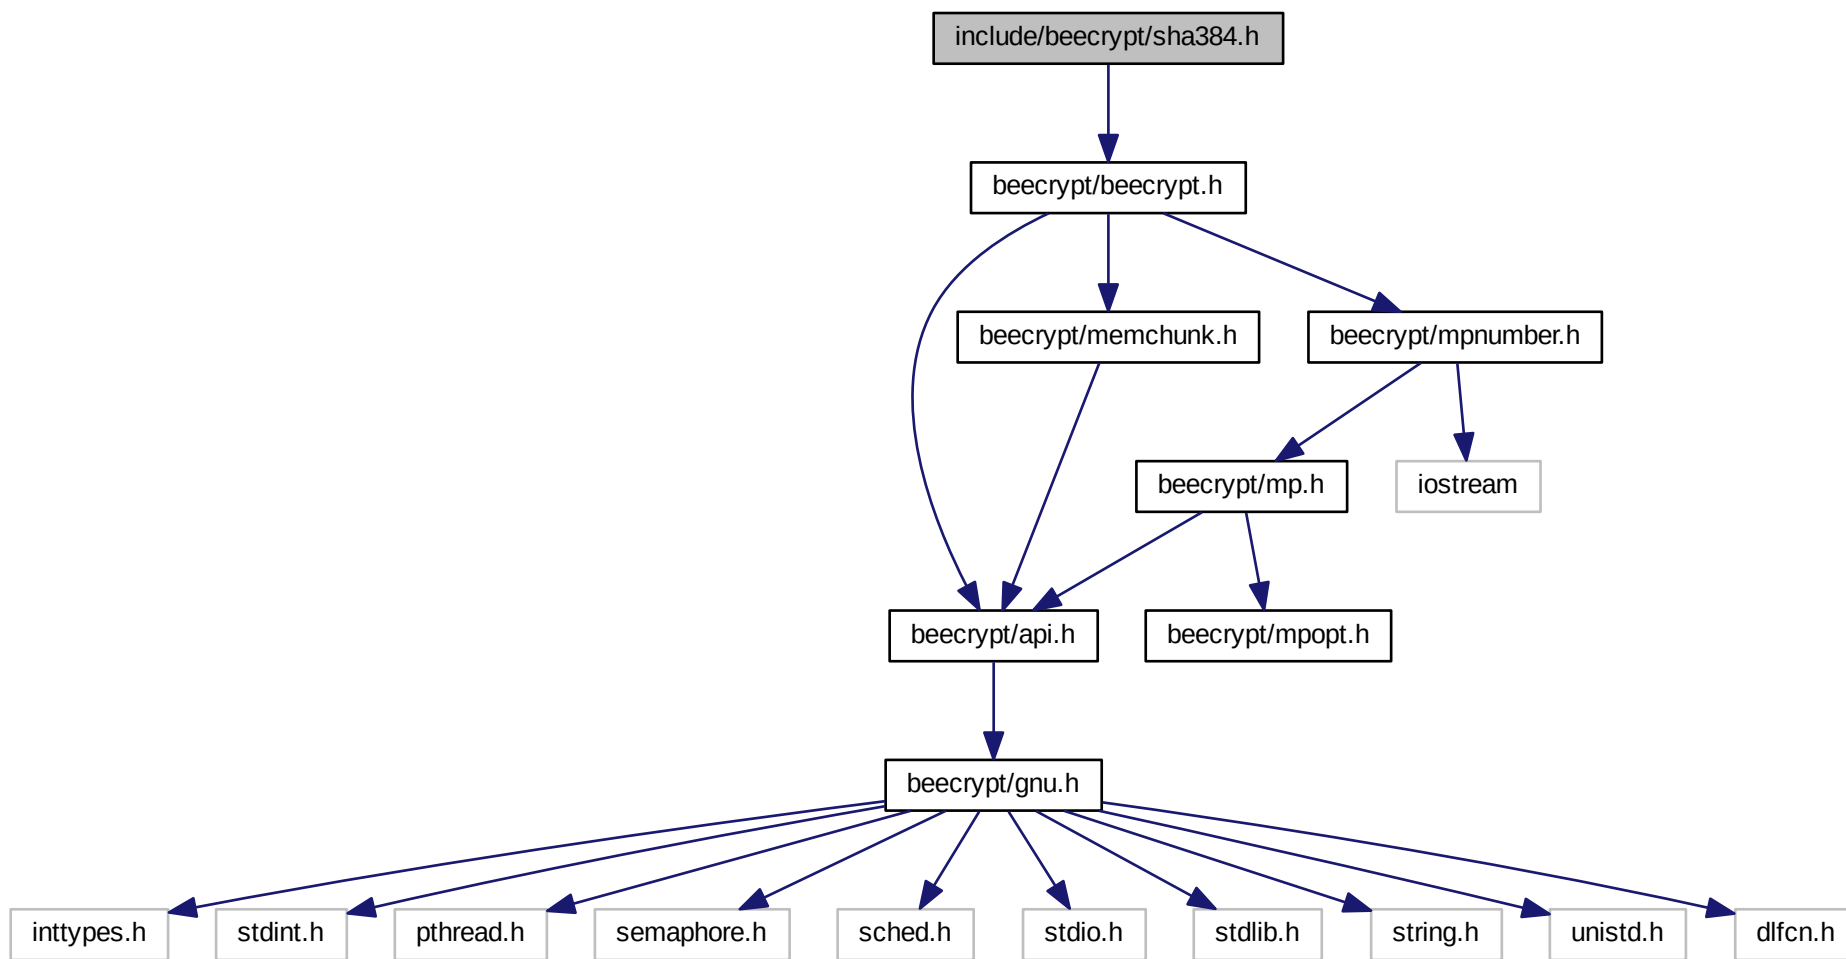 include/beecrypt/sha384.h
beecrypt/beecrypt.h
beecrypt/memchunk.h
beecrypt/mpnumber.h
beecrypt/mp.h
iostream
beecrypt/api.h
beecrypt/mpopt.h
beecrypt/gnu.h
inttypes.h
stdint.h
pthread.h
semaphore.h
sched.h
stdio.h
stdlib.h
string.h
unistd.h
dlfcn.h